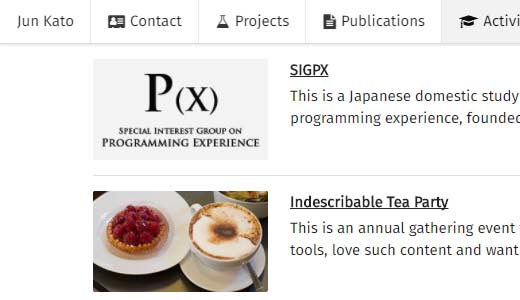 Jun Kato Contact Projects Publications Activi
P(X)
SPECIAL INTEREST GROUP ON
PROGRAMMING EXPERIENCE
SIGPX
This is a Japanese domestic study
programming experience, founded
Indescribable Tea Party
This is an annual gathering event
tools, love such content and want